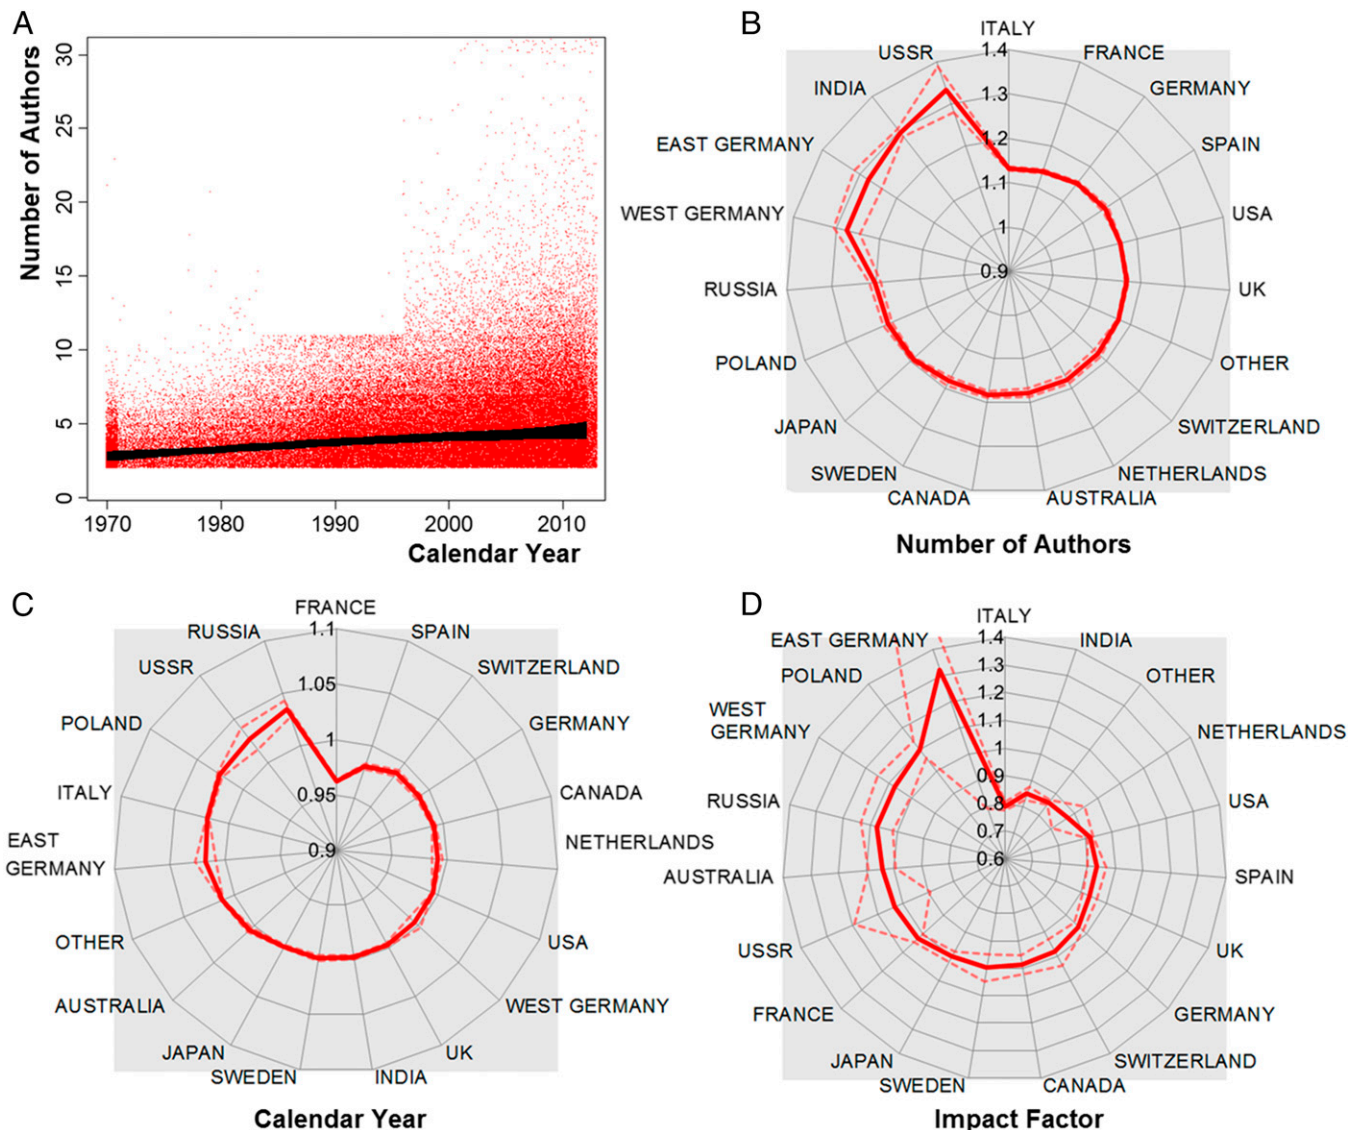 A
Number of Authors
30
25
20
15
10
5
0
1970 1980 1990 2000 2010
Calendar Year
B
ITALY
FRANCE
GERMANY
SPAIN
USA
UK
OTHER
SWITZERLAND
NETHERLANDS
AUSTRALIA
CANADA
SWEDEN
JAPAN
POLAND
RUSSIA
WEST GERMANY
EAST GERMANY
INDIA
USSR
1.4
1.3
1.2
1.1
1
0.9
Number of Authors
C
FRANCE
SPAIN
SWITZERLAND
GERMANY
CANADA
NETHERLANDS
USA
WEST GERMANY
UK
INDIA
SWEDEN
JAPAN
AUSTRALIA
OTHER
EAST
GERMANY
ITALY
POLAND
USSR
RUSSIA
1.1
1.05
1
0.95
0.9
Calendar Year
D
ITALY
INDIA
OTHER
NETHERLANDS
USA
SPAIN
UK
GERMANY
SWITZERLAND
CANADA
SWEDEN
JAPAN
FRANCE
USSR
AUSTRALIA
RUSSIA
WEST
GERMANY
POLAND
EAST GERMANY
1.4
1.3
1.2
1.1
1
0.9
0.8
0.7
0.6
Impact Factor